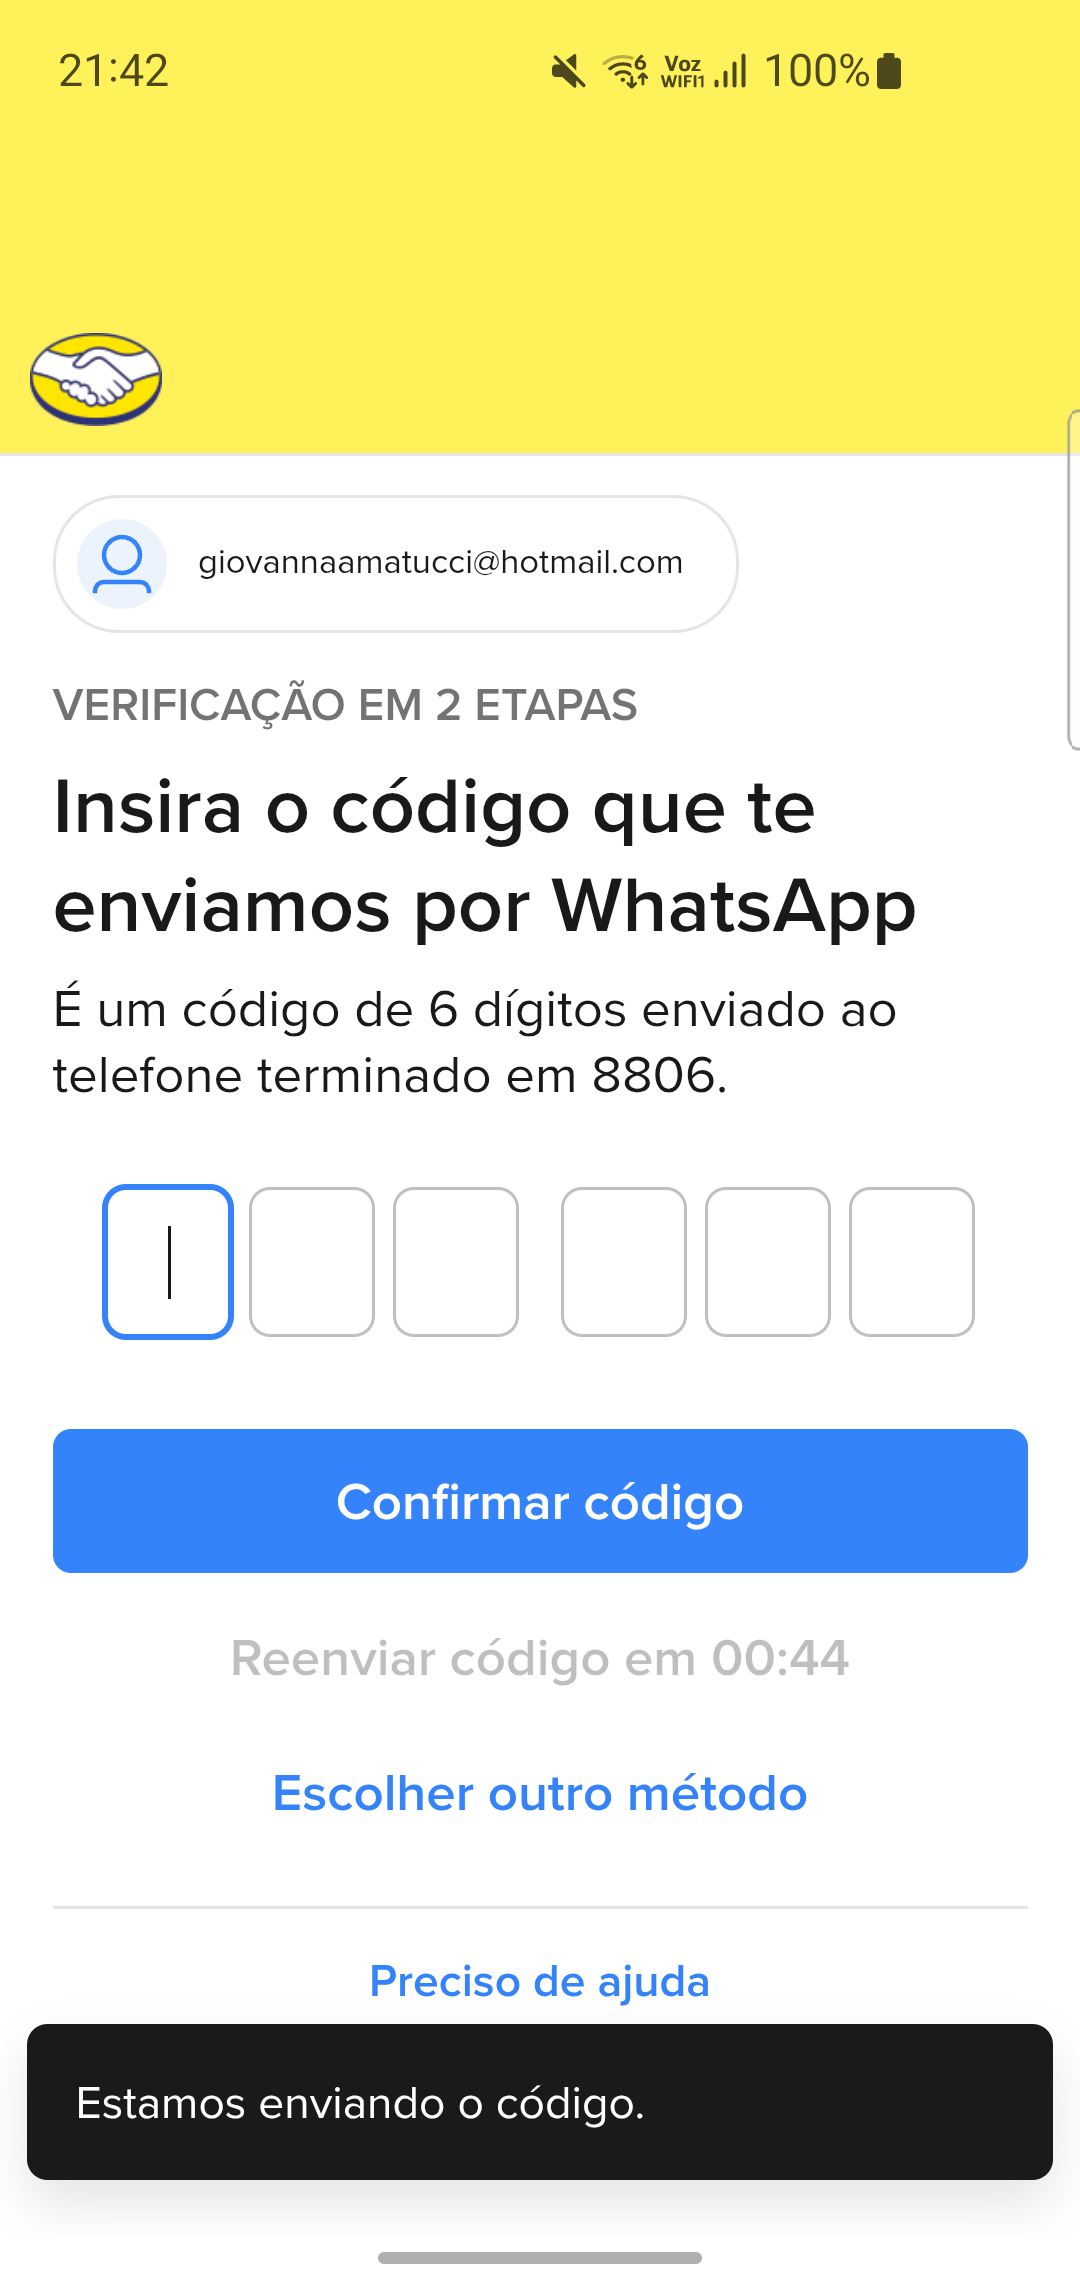 21:42
6
Voz
WIFI1
100%
giovannaamatucci@hotmail.com
VERIFICAÇÃO EM 2 ETAPAS
Insira o código que te
enviamos por WhatsApp
É um código de 6 dígitos enviado ao
telefone terminado em 8806.
Confirmar código
Reenviar código em 00:44
Escolher outro método
Preciso de ajuda
Estamos enviando o código.